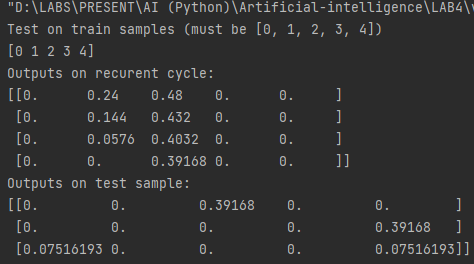 "D:\LABS\PRESENT\AI (Python)\Artificial-intelligence\LAB4\
Test on train samples (must be [0, 1, 2, 3, 4])
[0 1 2 3 4]
Outputs on recurent cycle:
[[0. 0.24 0.48 0. 0. ]
[0. 0.144 0.432 0. 0. ]
[0. 0.0576 0.4032 0. 0. ]
[0. 0. 0.39168 0. 0. ]]
Outputs on test sample:
[[0. 0. 0.39168 0. 0. ]
[0. 0. 0. 0. 0.39168 ]
[0.07516193 0. 0. 0. 0.07516193]]